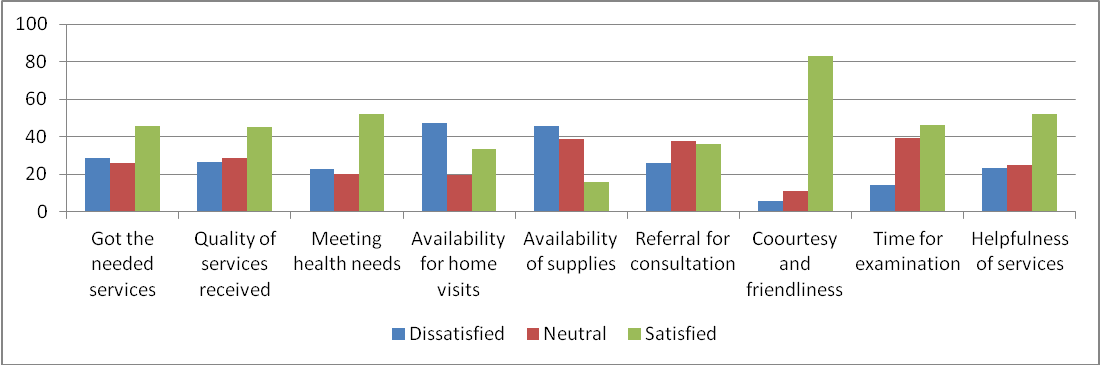 100
80
60
40
20
0
Got the
needed
services
Quality of
services
received
Meeting
health needs
Availability
for home
visits
Availability
of supplies
Referral for
consultation
Coourtesy
and
friendliness
Time for
examination
Helpfulness
of services
Dissatisfied Neutral Satisfied